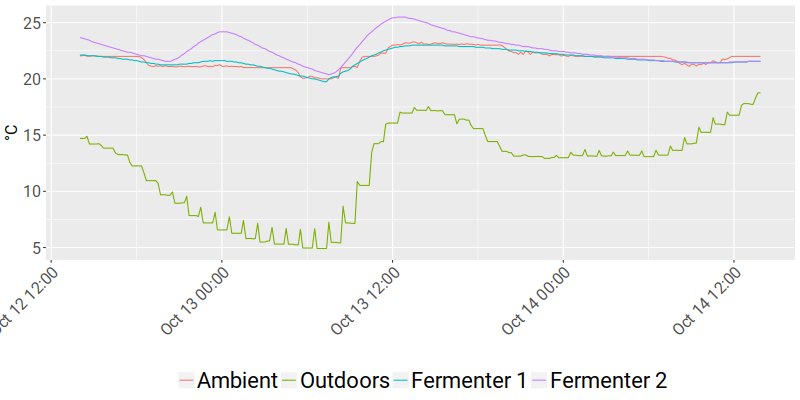 25
20
15
10
5
°C
ct 12 12:00
Oct 13 00:00
Oct 13 12:00
Oct 14 00:00
Oct 14 12:00
Ambient Outdoors Fermenter 1 Fermenter 2